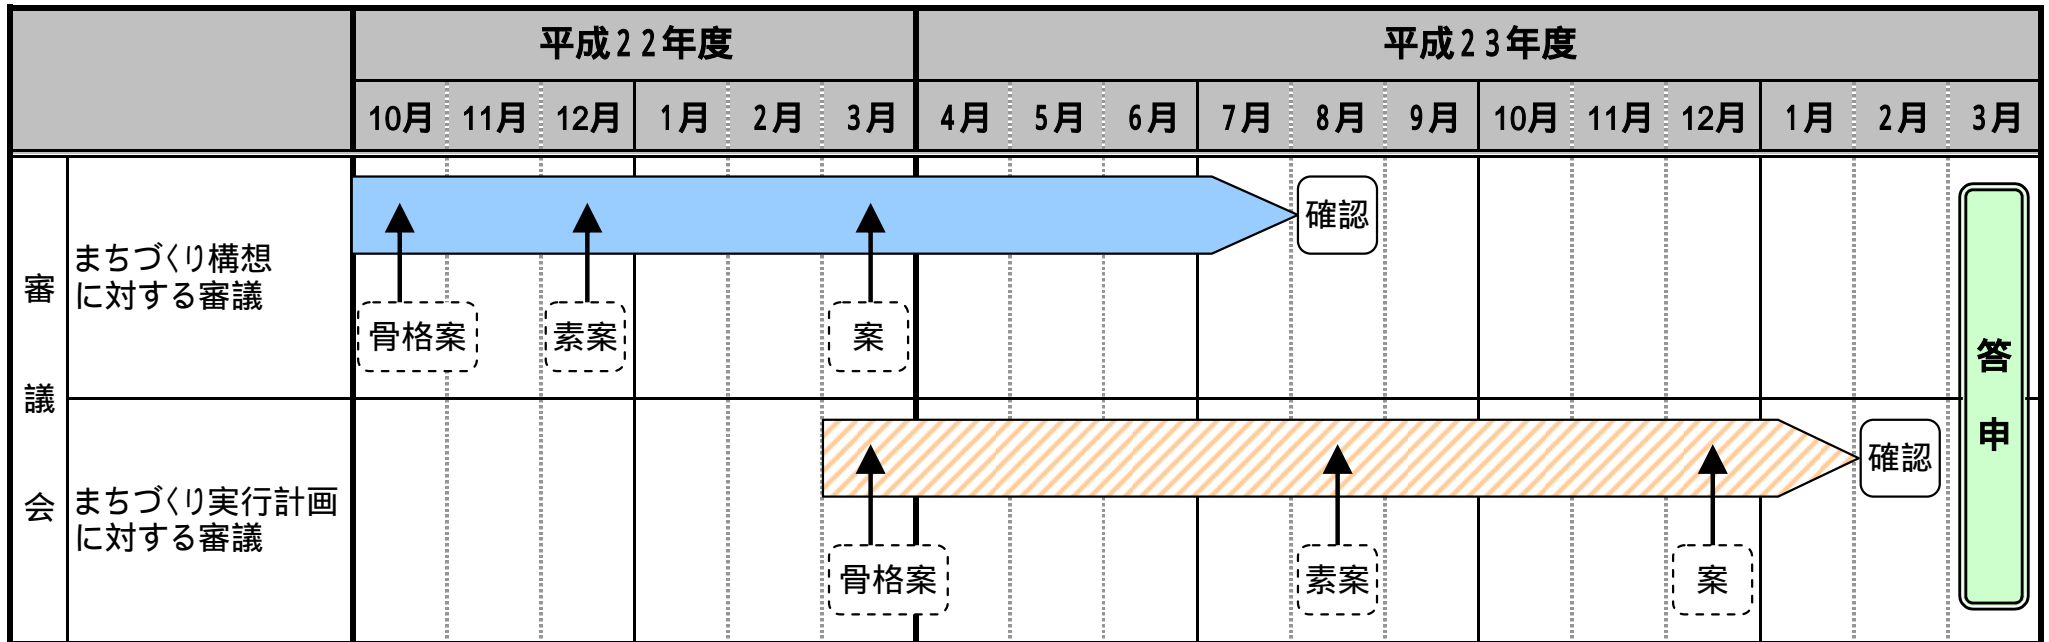 平成22年度
平成23年度
10月 11月 12月 1月 2月 3月 4月 5月 6月 7月 8月 9月 10月 11月 12月 1月 2月 3月
審議会
まちづくり構想
に対する審議
確認
骨格案
素案
案
まちづくり実行計画
に対する審議
確認
骨格案
素案
案
答申